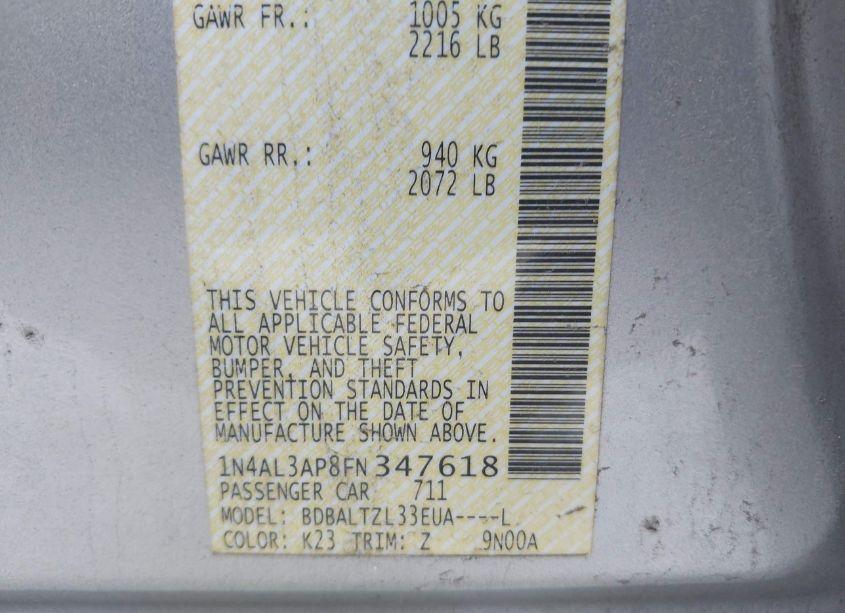 GAWR FR.: 1005 KG
2216 LB
GAWR RR.: 940 KG
2072 LB
THIS VEHICLE CONFORMS TO
ALL APPLICABLE FEDERAL
MOTOR VEHICLE SAFETY,
BUMPER, AND THEFT
PREVENTION STANDARDS IN
EFFECT ON THE DATE OF
MANUFACTURE SHOWN ABOVE.
1N4AL3AP8FN347618
PASSENGER CAR 711
MODEL: BDBALTZL33EUA----L
COLOR: K23 TRIM: Z 9N00A